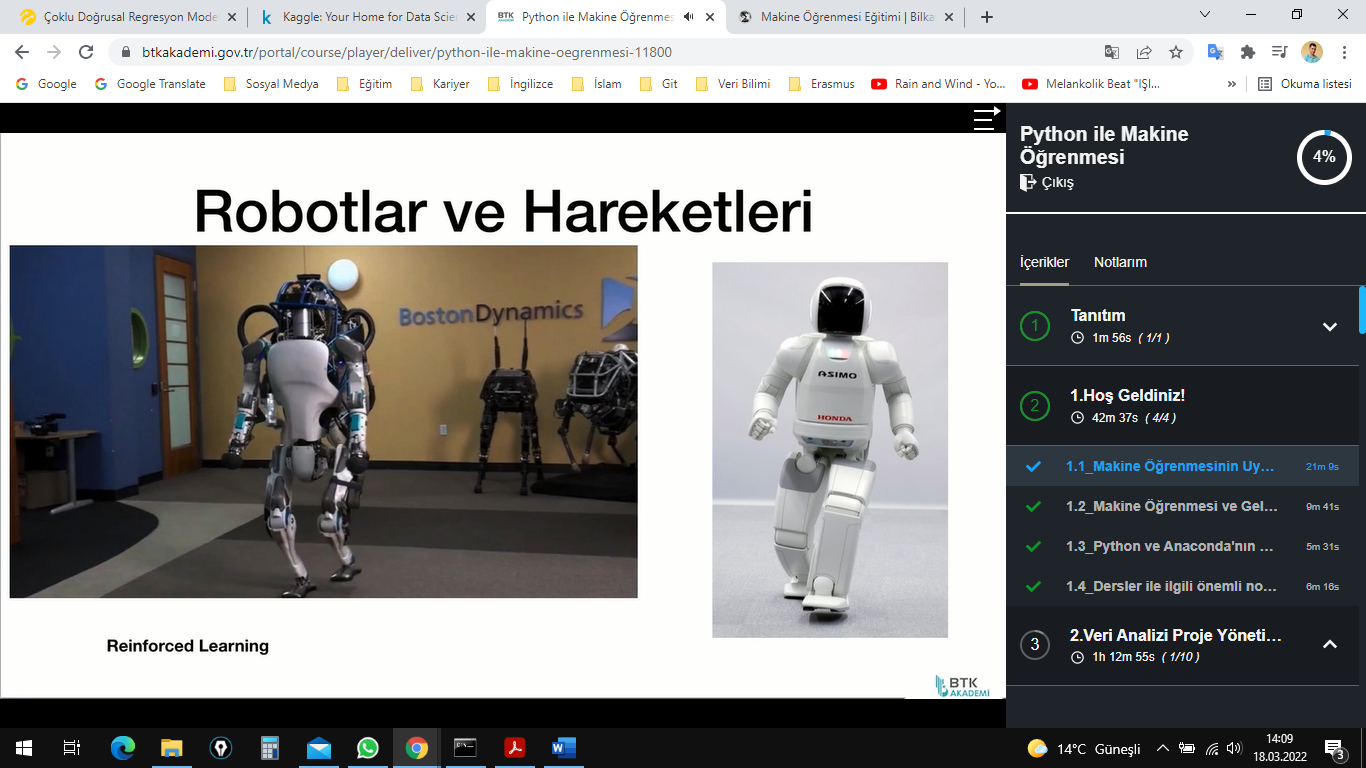 Çoklu Doğrusal Regresyon Mode
Kaggle: Your Home for Data Scien
BTK
Python ile Makine Öğrenmes
Makine Öğrenmesi Eğitimi | Bilka
btkakademi.gov.tr/portal/course/player/deliver/python-ile-makine-oegrenmesi-11800
Google
Google Translate
Sosyal Medya
Eğitim
Kariyer
İngilizce
İslam
Git
Veri Bilimi
Erasmus
Rain and Wind - Yo...
Melankolik Beat "IŞI...
»
Okuma listesi
Robotlar ve Hareketleri
BostonDynamics
ASIMO
HONDA
Reinforced Learning
BTK
AKADEMİ
Python ile Makine
Öğrenmesi
4%
Çıkış
İçerikler
Notlarım
1
Tanıtım
1m 56s ( 1/1 )
2
1.Hoş Geldiniz!
42m 37s ( 4/4 )
1.1_Makine Öğrenmesinin Uy... 21m 9s
1.2_Makine Öğrenmesi ve Gel... 9m 41s
1.3_Python ve Anaconda'nın ... 5m 31s
1.4_Dersler ile ilgili önemli no... 6m 16s
3
2.Veri Analizi Proje Yöneti...
1h 12m 55s ( 1/10 )
14°C Güneşli
14:09
18.03.2022
3